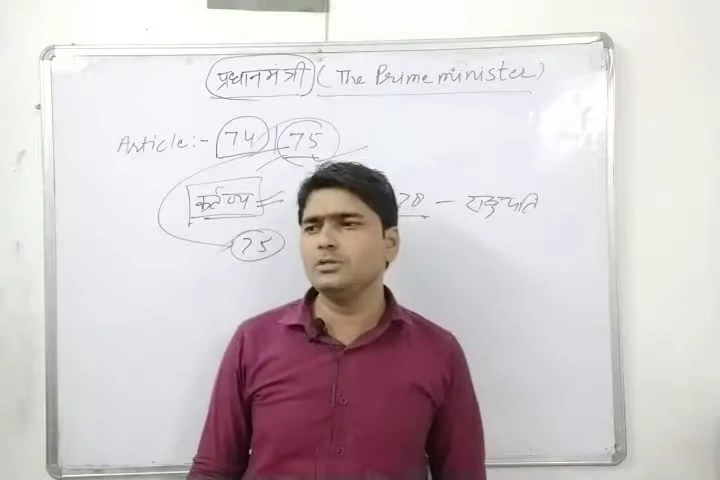 प्रधानमंत्री (The Prime minister)
Article:- 74 75
कर्तव्य = 78 - राष्ट्रपति
75